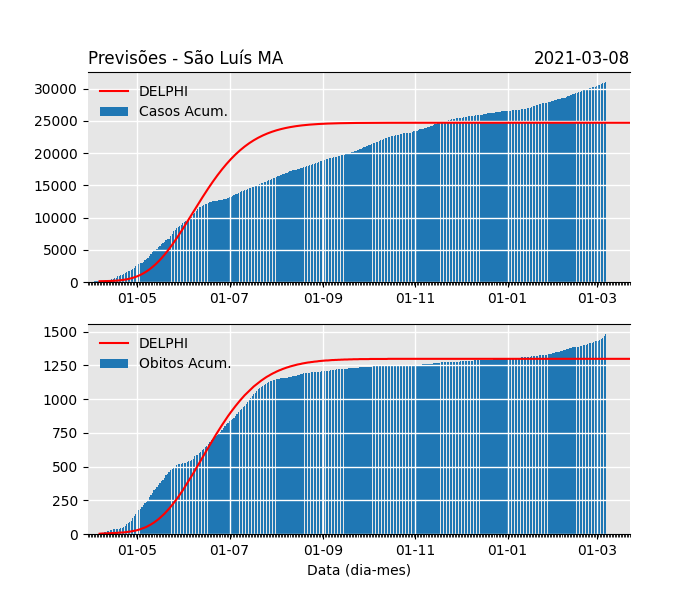 Previsões - São Luís MA 2021-03-08
DELPHI
Casos Acum.
30000
25000
20000
15000
10000
5000
0
01-05 01-07 01-09 01-11 01-01 01-03
DELPHI
Obitos Acum.
1500
1250
1000
750
500
250
0
01-05 01-07 01-09 01-11 01-01 01-03
Data (dia-mes)